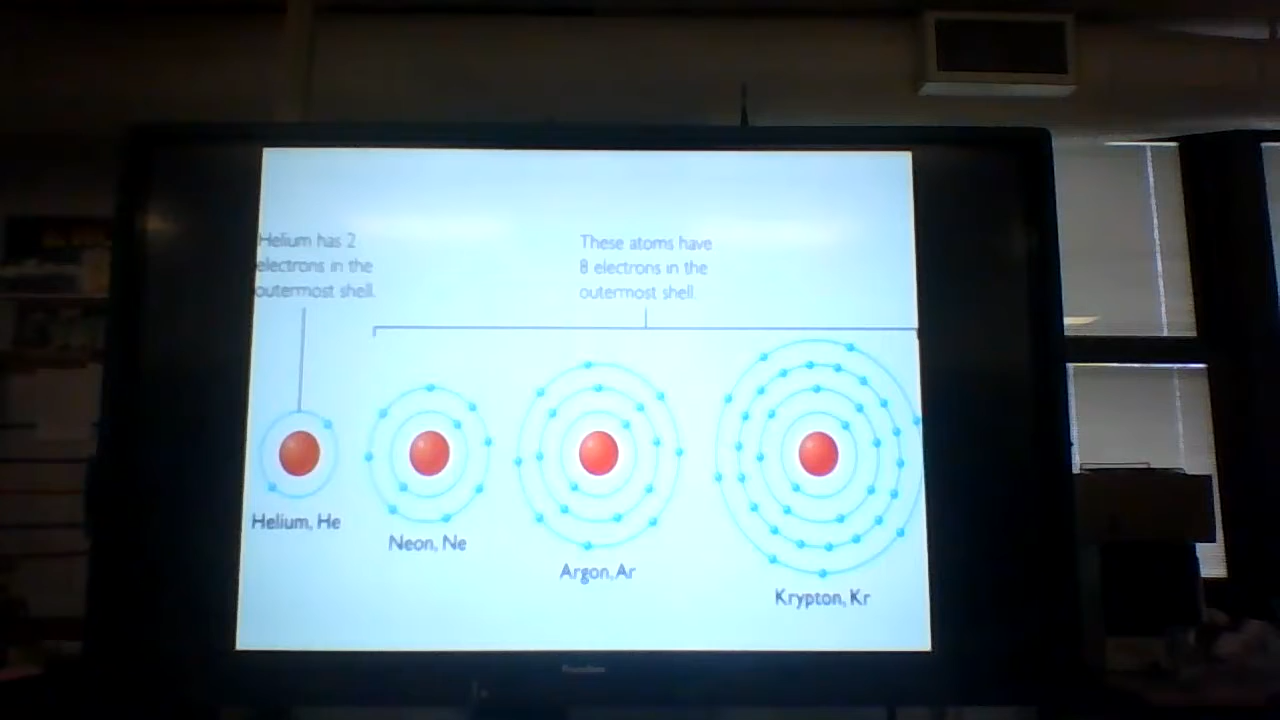 Helium has 2
electrons in the
outermost shell.
These atoms have
8 electrons in the
outermost shell.
Helium, He
Neon, Ne
Argon, Ar
Krypton, Kr